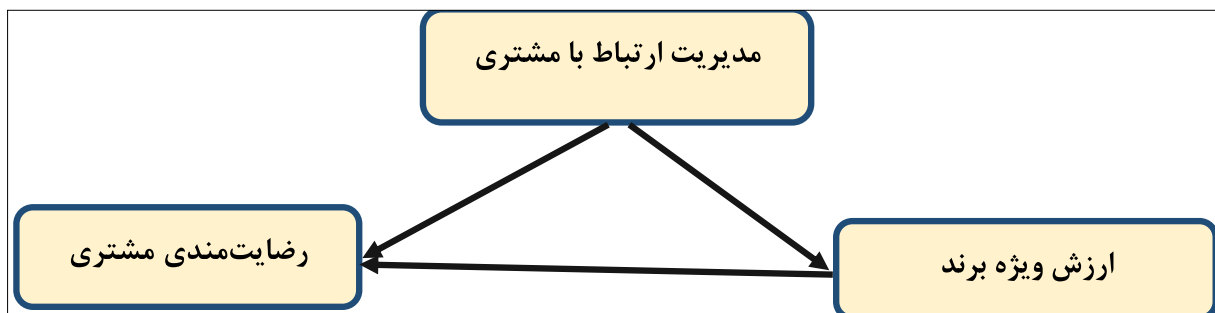 مدیریت ارتباط با مشتری
ارزش ویژه برند
رضایت‌مندی مشتری